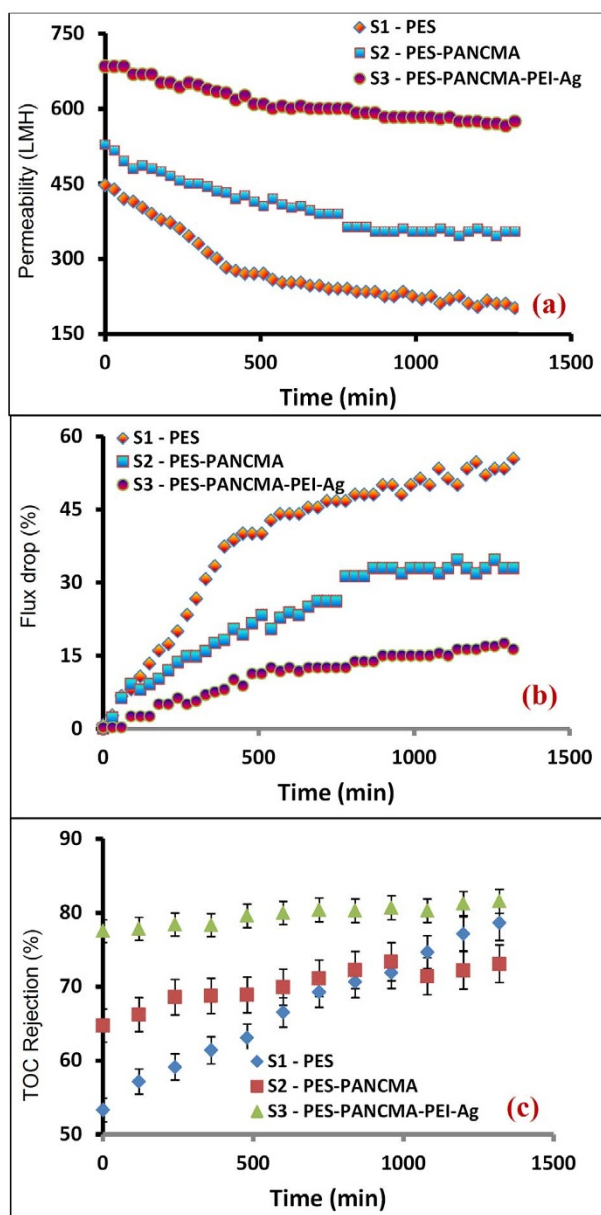 S1 - PES
S2 - PES-PANCMA
S3 - PES-PANCMA-PEI-Ag
750
600
450
300
150
Permeability (LMH)
(a)
0
500
1000
1500
Time (min)
S1 - PES
S2 - PES-PANCMA
S3 - PES-PANCMA-PEI-Ag
60
45
30
15
0
Flux drop (%)
(b)
0
500
1000
1500
Time (min)
90
80
70
60
50
TOC Rejection (%)
S1 - PES
S2 - PES-PANCMA
S3 - PES-PANCMA-PEI-Ag
(c)
0
500
1000
1500
Time (min)